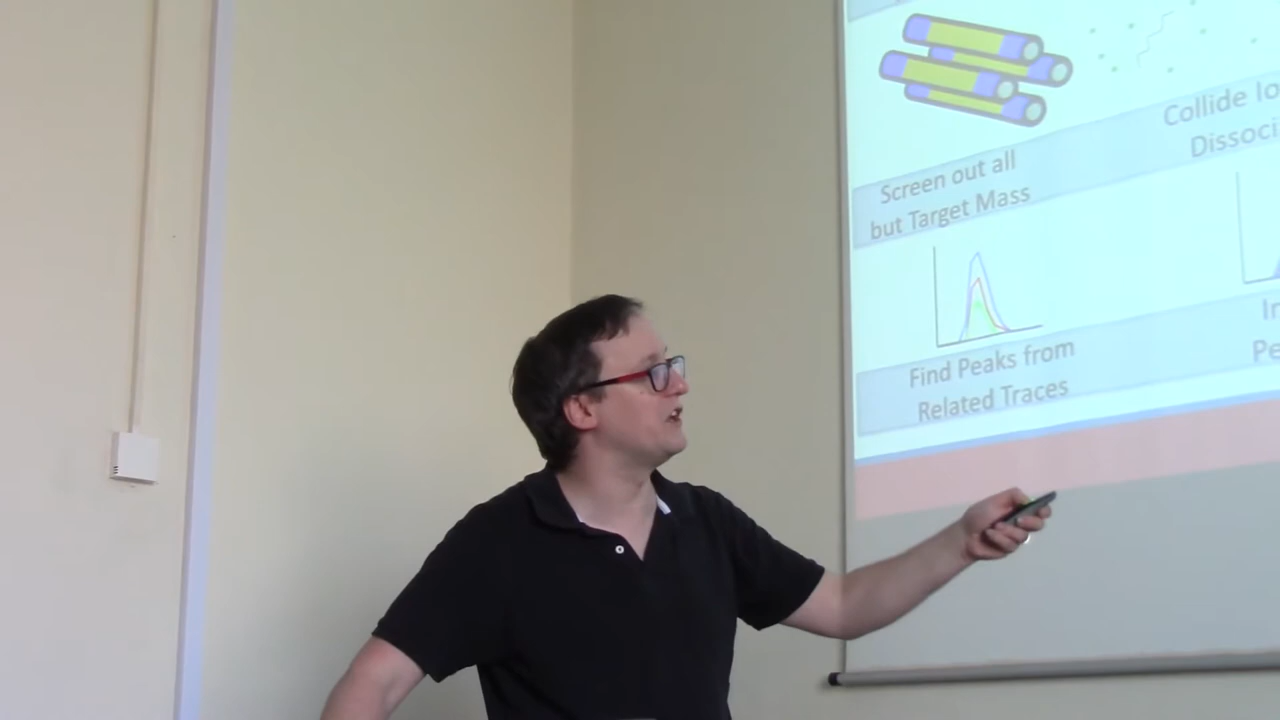 Screen out all
but Target Mass
Collide Io
Dissoci
Find Peaks from
Related Traces